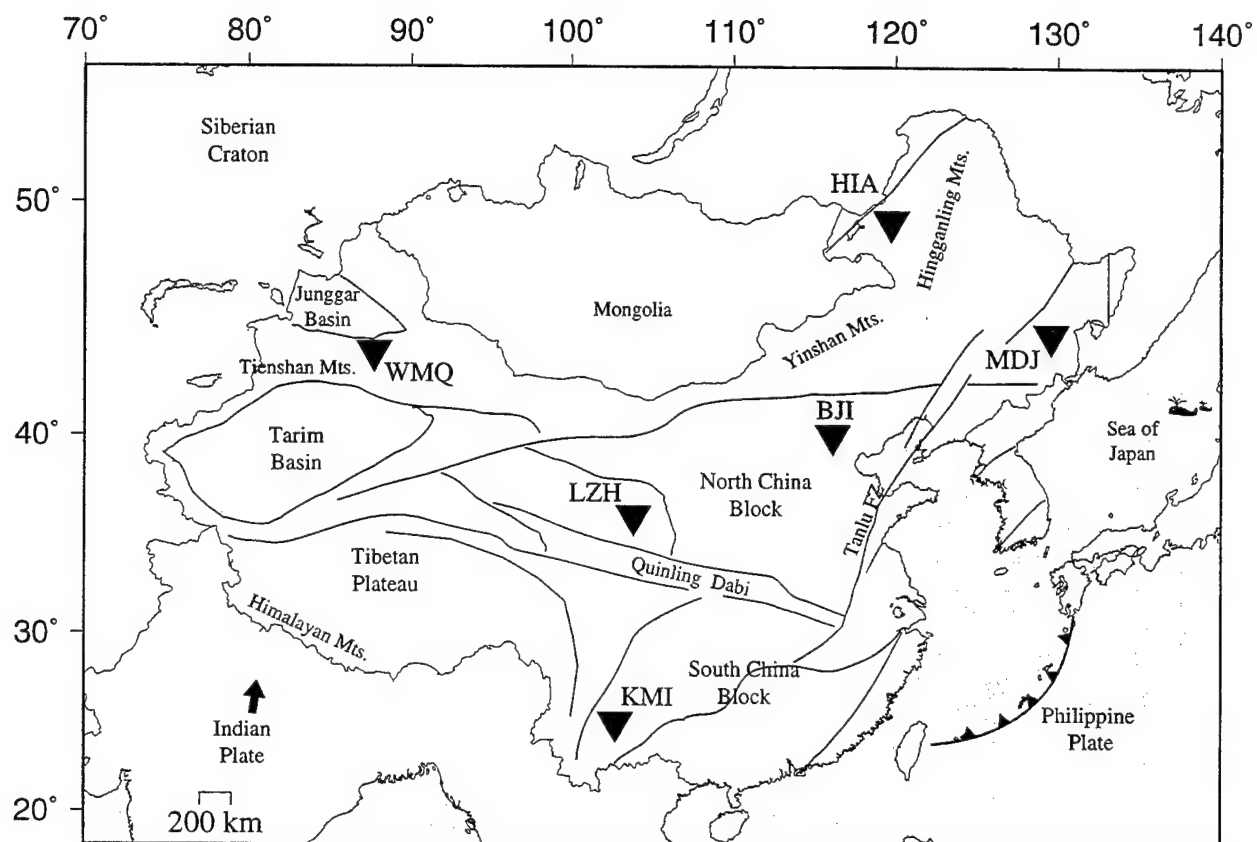 70° 80° 90° 100° 110° 120° 130° 140°
Siberian
Craton
50°
HIA
Hingganling Mts.
Junggar
Basin
Mongolia
Yinshan Mts.
MDJ
Tienshan Mts.
WMQ
BJI
40°
Tarim
Basin
Sea of
Japan
LZH
North China
Block
Tanlu FZ
Tibetan
Plateau
Quinling Dabi
30°
Himalayan Mts.
South China
Block
KMI
Indian
Plate
Philippine
Plate
20°
200 km